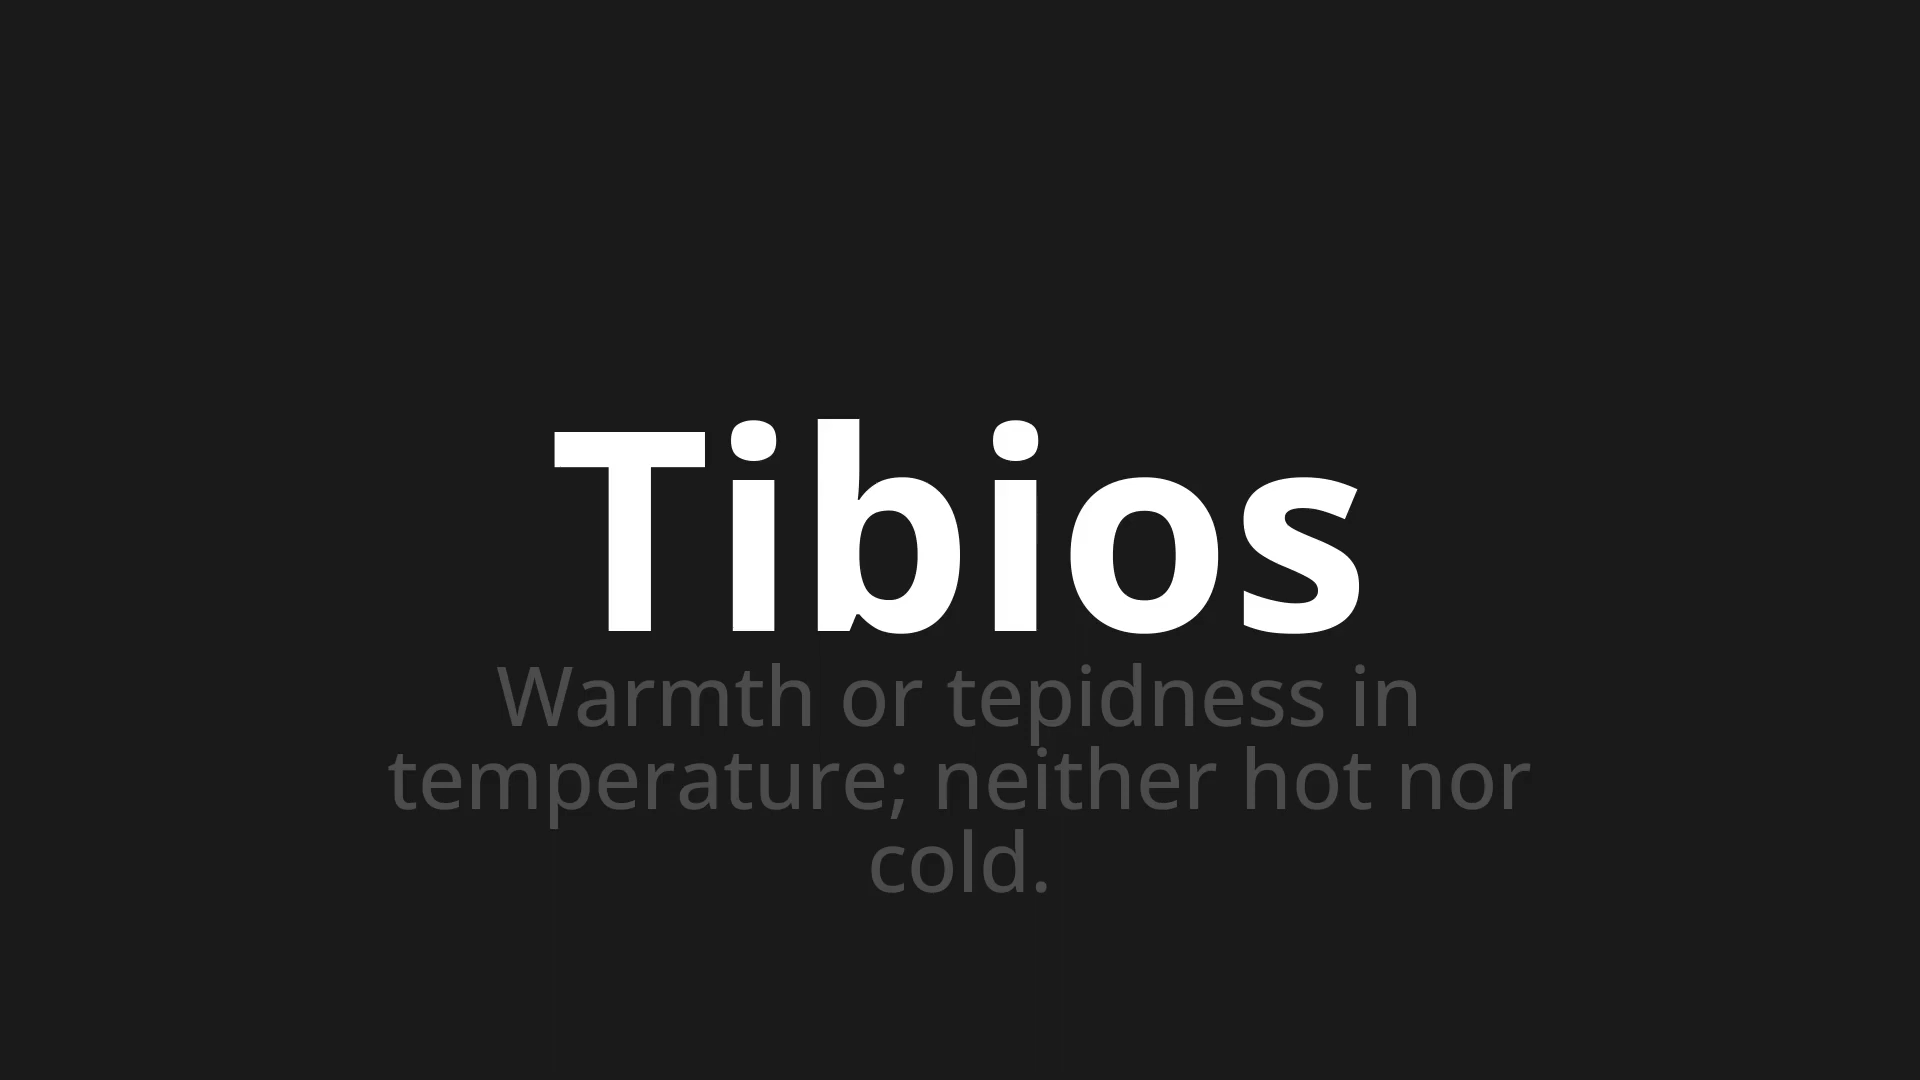 Tibios
Warmth or tepidness in
temperature; neither hot nor
cold.